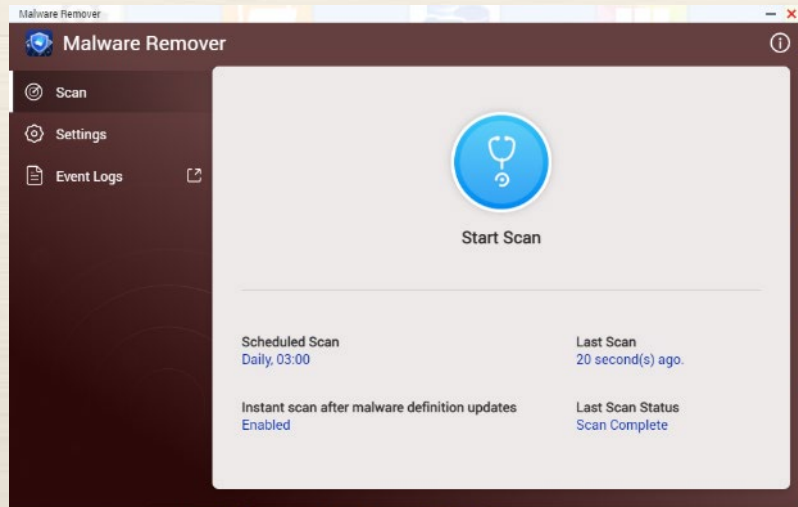 Malware Remover
Malware Remover
Scan
Settings
Event Logs
Start Scan
Scheduled Scan
Daily, 03:00
Last Scan
20 second(s) ago.
Instant scan after malware definition updates
Enabled
Last Scan Status
Scan Complete